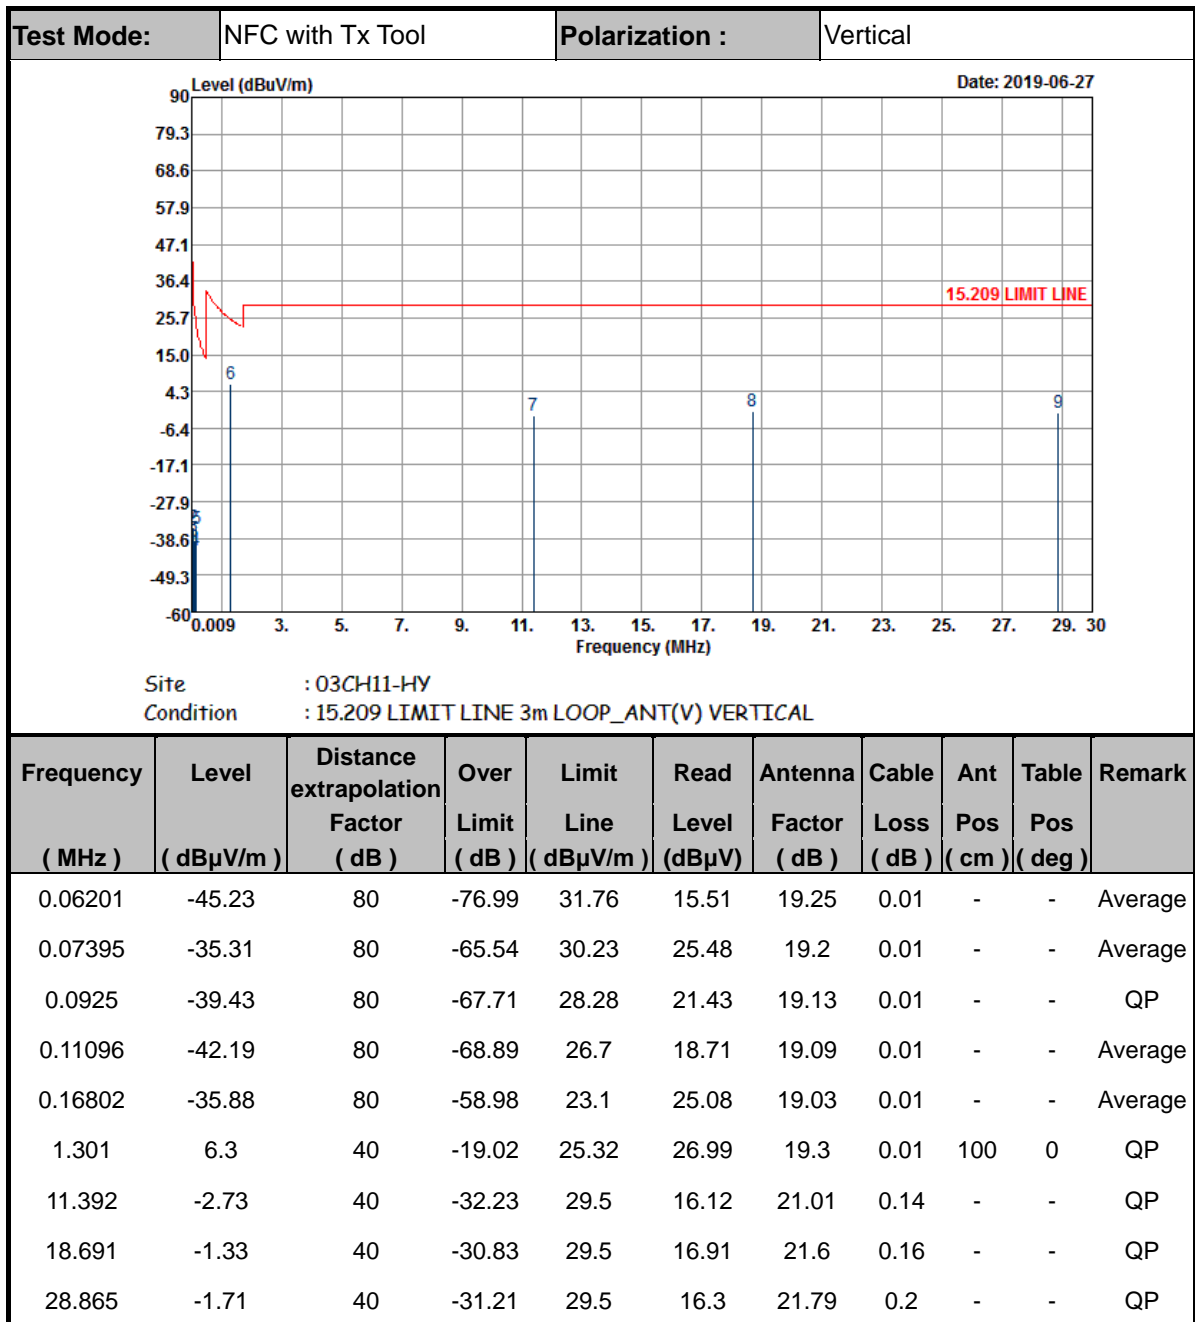 Test Mode: NFC with Tx Tool Polarization : Vertical
Level (dBuV/m) Date: 2019-06-27
90
79.3
68.6
57.9
47.1
36.4
15.209 LIMIT LINE
25.7
15.0
6
4.3
7 8 9
-6.4
-17.1
-27.9
5
-38.6
-49.3
-60
0.009 3. 5. 7. 9. 11. 13. 15. 17. 19. 21. 23. 25. 27. 29. 30
Frequency (MHz)
Site : 03CH11-HY
Condition : 15.209 LIMIT LINE 3m LOOP_ANT(V) VERTICAL
Frequency Level Distance extrapolation Over Limit Read Antenna Cable Ant Table Remark
Factor Limit Line Level Factor Loss Pos Pos
( MHz ) ( dBµV/m ) ( dB ) ( dB ) ( dBµV/m ) (dBµV) ( dB ) ( dB ) ( cm ) ( deg )
0.06201 -45.23 80 -76.99 31.76 15.51 19.25 0.01 - - Average
0.07395 -35.31 80 -65.54 30.23 25.48 19.2 0.01 - - Average
0.0925 -39.43 80 -67.71 28.28 21.43 19.13 0.01 - - QP
0.11096 -42.19 80 -68.89 26.7 18.71 19.09 0.01 - - Average
0.16802 -35.88 80 -58.98 23.1 25.08 19.03 0.01 - - Average
1.301 6.3 40 -19.02 25.32 26.99 19.3 0.01 100 0 QP
11.392 -2.73 40 -32.23 29.5 16.12 21.01 0.14 - - QP
18.691 -1.33 40 -30.83 29.5 16.91 21.6 0.16 - - QP
28.865 -1.71 40 -31.21 29.5 16.3 21.79 0.2 - - QP